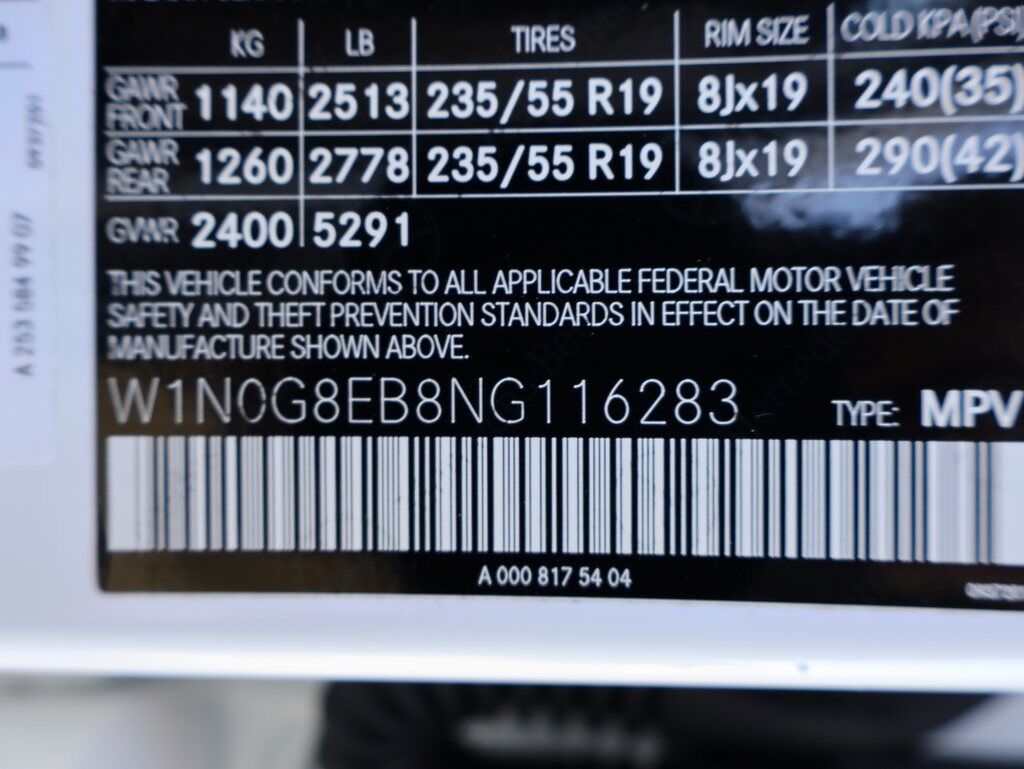 KG LB TIRES RIM SIZE COLD KPA(PSI)
GAWR FRONT 1140 2513 235/55 R19 8Jx19 240(35)
GAWR REAR 1260 2778 235/55 R19 8Jx19 290(42)
GVWR 2400 5291
THIS VEHICLE CONFORMS TO ALL APPLICABLE FEDERAL MOTOR VEHICLE
SAFETY AND THEFT PREVENTION STANDARDS IN EFFECT ON THE DATE OF
MANUFACTURE SHOWN ABOVE.
W1N0G8EB8NG116283 TYPE: MPV
A 000 817 54 04
A 253 584 99 07